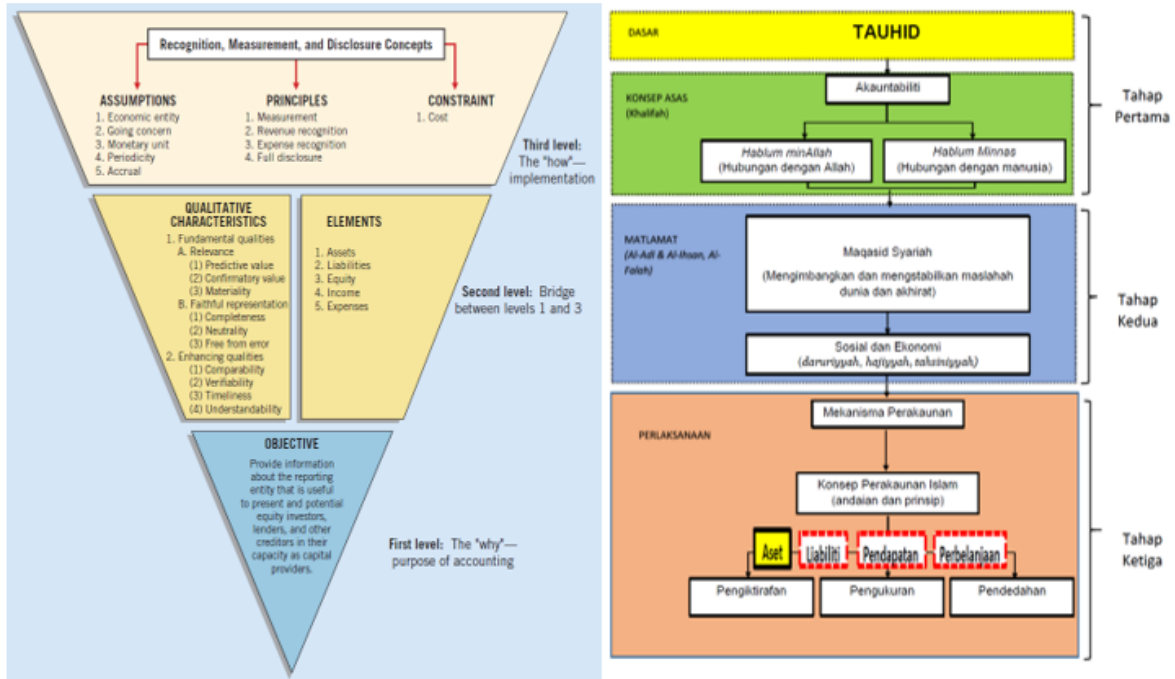 Recognition, Measurement, and Disclosure Concepts
ASSUMPTIONS
1. Economic entity
2. Going concern
3. Monetary unit
4. Periodicity
5. Accrual
PRINCIPLES
1. Measurement
2. Revenue recognition
3. Expense recognition
4. Full disclosure
CONSTRAINT
1. Cost
Third level:
The "how"—
implementation
QUALITATIVE
CHARACTERISTICS
1. Fundamental qualities
A. Relevance
(1) Predictive value
(2) Confirmatory value
(3) Materiality
B. Faithful representation
(1) Completeness
(2) Neutrality
(3) Free from error
2. Enhancing qualities
(1) Comparability
(2) Verifiability
(3) Timeliness
(4) Understandability
ELEMENTS
1. Assets
2. Liabilities
3. Equity
4. Income
5. Expenses
Second level: Bridge
between levels 1 and 3
OBJECTIVE
Provide information
about the reporting
entity that is useful
to present and potential
equity investors,
lenders, and other
creditors in their
capacity as capital
providers.
First level: The "why"—
purpose of accounting
DASAR
TAUHID
KONSEP ASAS
(Khalifah)
Akauntabiliti
Hablum minAllah
(Hubungan dengan Allah)
Hablum Minnas
(Hubungan dengan manusia)
Tahap
Pertama
MATLAMAT
(Al-Adl & Al-Ihsan, Al-
Falah)
Maqasid Syariah
(Mengimbangkan dan mengstabilkan maslahah
dunia dan akhirat)
Sosial dan Ekonomi
(daruriyyah, hajiyyah, tahsiniyyah)
Tahap
Kedua
PERLAKSANAAN
Mekanisma Perakaunan
Konsep Perakaunan Islam
(andaian dan prinsip)
Aset
Liabiliti
Pendapatan
Perbelanjaan
Pengiktirafan
Pengukuran
Pendedahan
Tahap
Ketiga